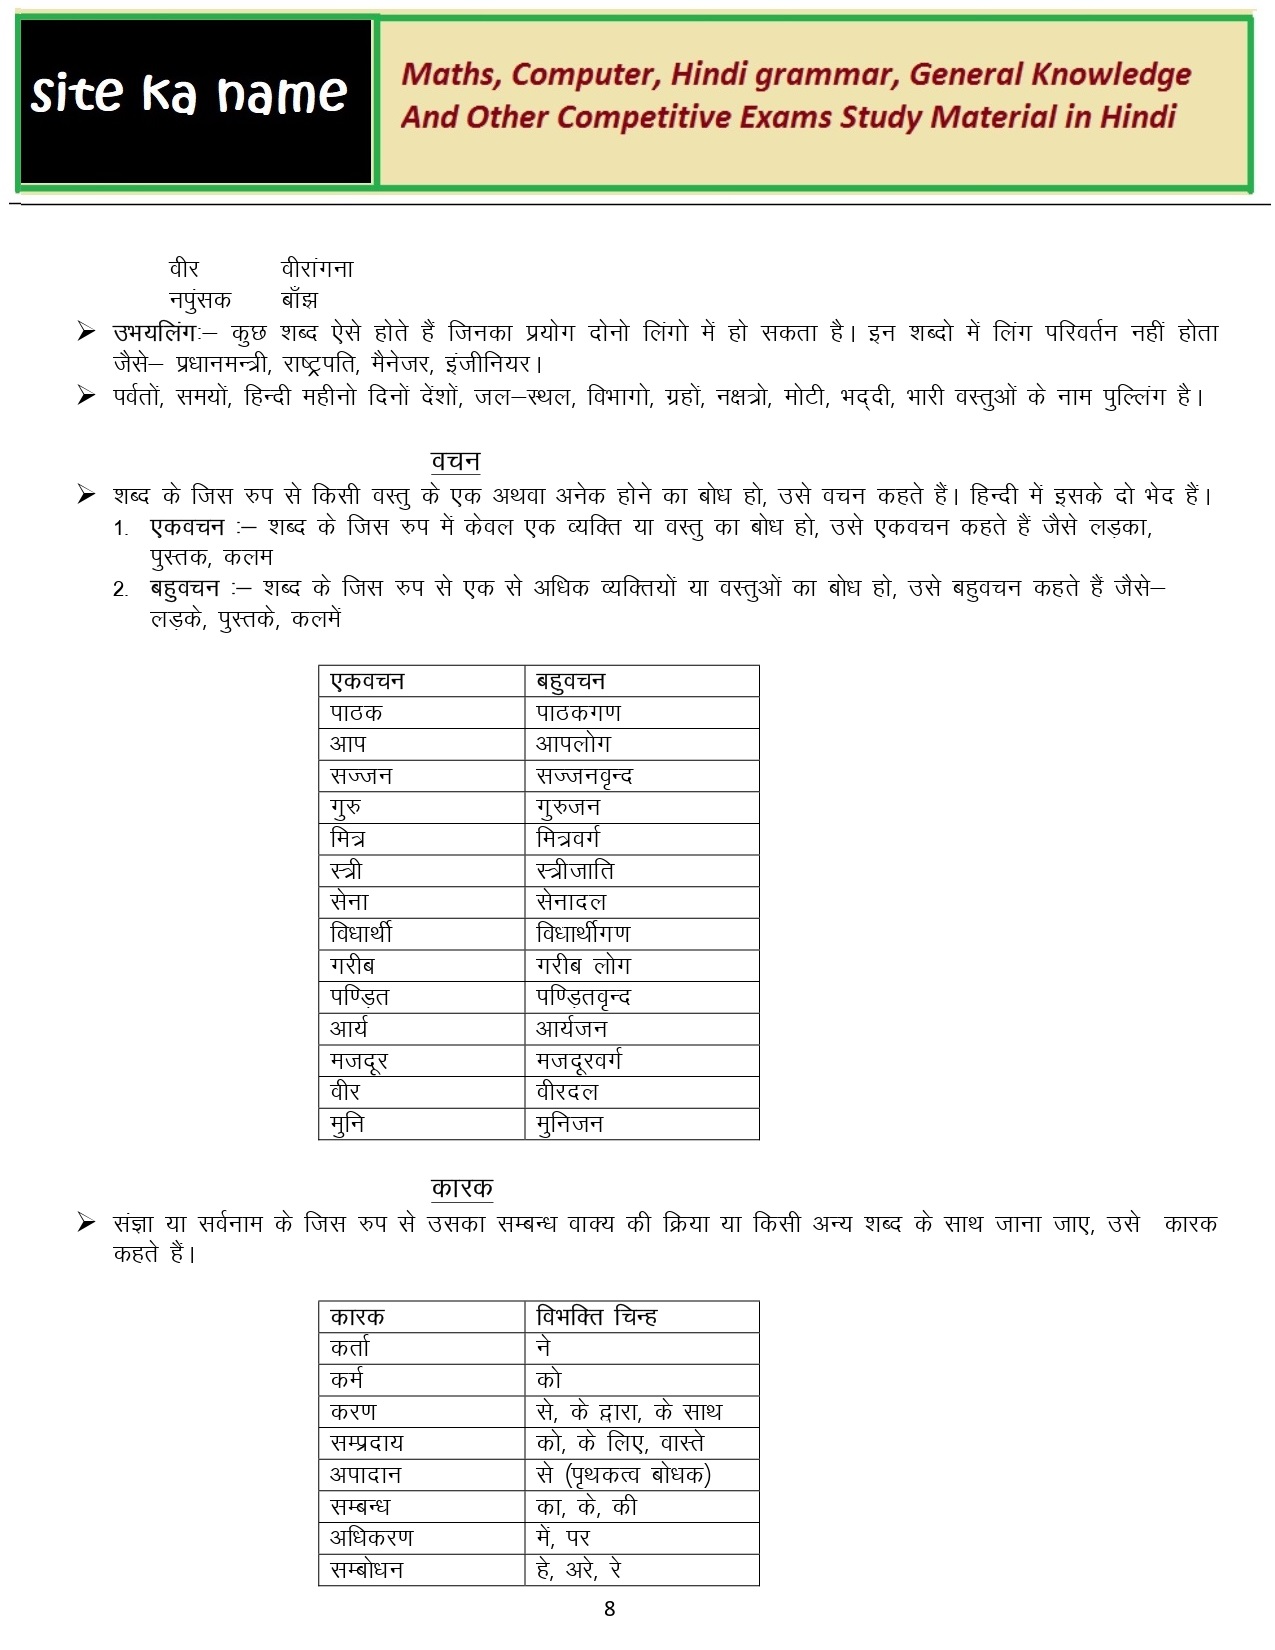 site ka name
Maths, Computer, Hindi grammar, General Knowledge
And Other Competitive Exams Study Material in Hindi
वीर वीरांगना
नपुंसक बाँझ
➢ उभयलिंगः– कुछ शब्द ऐसे होते हैं जिनका प्रयोग दोनो लिंगो में हो सकता है। इन शब्दो में लिंग परिवर्तन नहीं होता
जैसे– प्रधानमन्त्री, राष्ट्रपति, मैनेजर, इंजीनियर।
➢ पर्वतों, समयों, हिन्दी महीनो दिनों देंशों, जल–स्थल, विभागो, ग्रहों, नक्षत्रो, मोटी, भद्दी, भारी वस्तुओं के नाम पुल्लिंग है।
वचन
➢ शब्द के जिस रुप से किसी वस्तु के एक अथवा अनेक होने का बोध हो, उसे वचन कहते हैं। हिन्दी में इसके दो भेद हैं।
1. एकवचन :– शब्द के जिस रुप में केवल एक व्यक्ति या वस्तु का बोध हो, उसे एकवचन कहते हैं जैसे लड़का,
पुस्तक, कलम
2. बहुवचन :– शब्द के जिस रुप से एक से अधिक व्यक्तियों या वस्तुओं का बोध हो, उसे बहुवचन कहते हैं जैसे–
लड़के, पुस्तके, कलमें
एकवचन बहुवचन
पाठक पाठकगण
आप आपलोग
सज्जन सज्जनवृन्द
गुरु गुरुजन
मित्र मित्रवर्ग
स्त्री स्त्रीजाति
सेना सेनादल
विधार्थी विधार्थीगण
गरीब गरीब लोग
पण्डित पण्डितवृन्द
आर्य आर्यजन
मजदूर मजदूरवर्ग
वीर वीरदल
मुनि मुनिजन
कारक
➢ संज्ञा या सर्वनाम के जिस रुप से उसका सम्बन्ध वाक्य की क्रिया या किसी अन्य शब्द के साथ जाना जाए, उसे कारक
कहते हैं।
कारक विभक्ति चिन्ह
कर्ता ने
कर्म को
करण से, के द्वारा, के साथ
सम्प्रदाय को, के लिए, वास्ते
अपादान से (पृथकत्व बोधक)
सम्बन्ध का, के, की
अधिकरण में, पर
सम्बोधन हे, अरे, रे
8